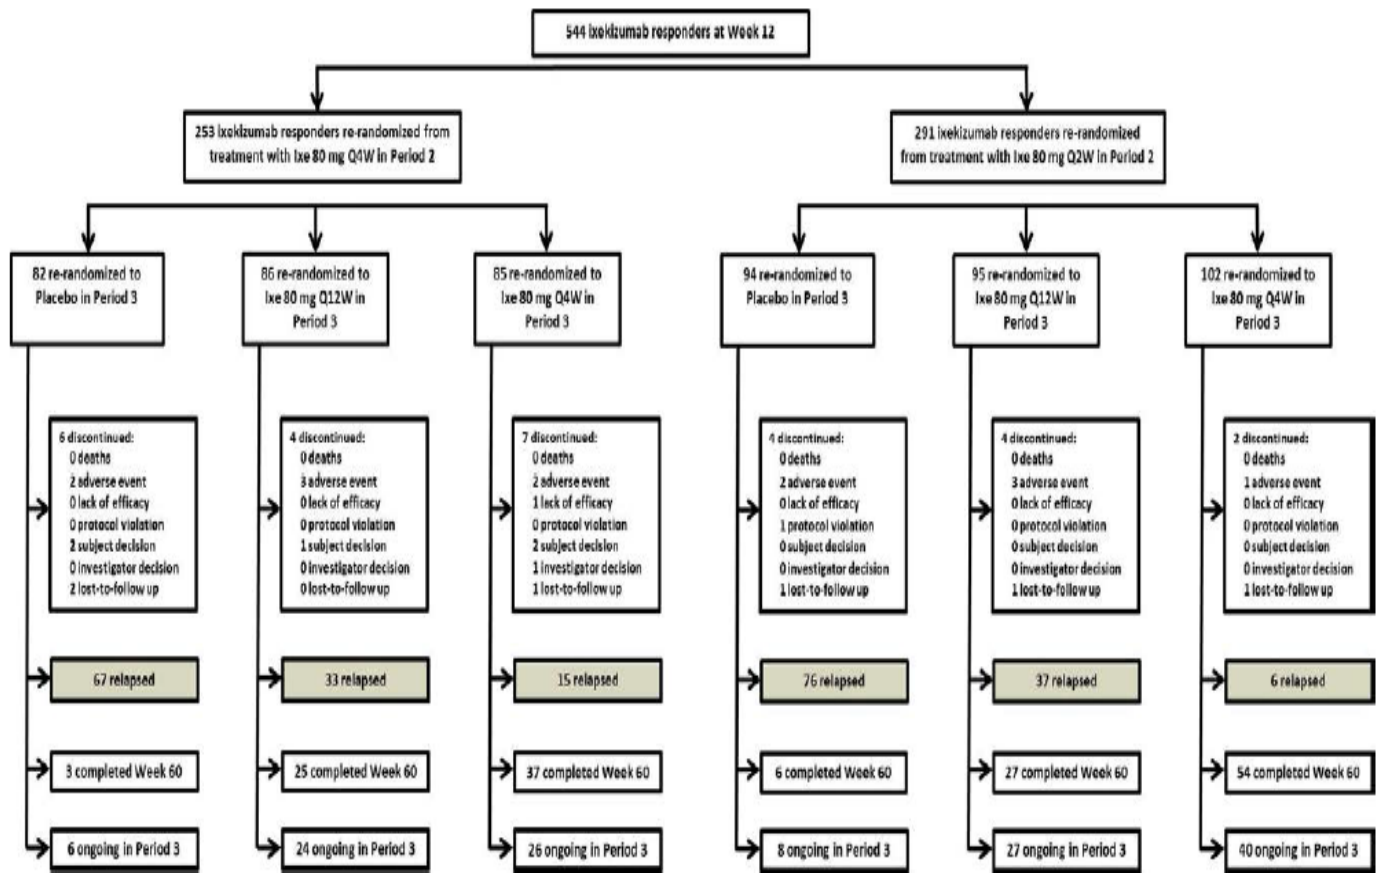 544 Ixekizumab responders at Week 12
253 Ixekizumab responders re-randomized from
treatment with Ixe 80 mg Q4W in Period 2
291 ixekizumab responders re-randomized
from treatment with Ixe 80 mg Q2W in Period 2
82 re-randomized to
Placebo in Period 3
86 re-randomized to
Ixe 80 mg Q12W in
Period 3
85 re-randomized to
Ixe 80 mg Q4W in
Period 3
94 re-randomized to
Placebo in Period 3
95 re-randomized to
Ixe 80 mg Q12W in
Period 3
102 re-randomized to
Ixe 80 mg Q4W in
Period 3
6 discontinued:
0 deaths
2 adverse event
0 lack of efficacy
0 protocol violation
2 subject decision
0 investigator decision
2 lost-to-follow up
4 discontinued:
0 deaths
3 adverse event
0 lack of efficacy
0 protocol violation
1 subject decision
0 investigator decision
0 lost-to-follow up
7 discontinued:
0 deaths
2 adverse event
1 lack of efficacy
0 protocol violation
2 subject decision
1 investigator decision
1 lost-to-follow up
4 discontinued:
0 deaths
2 adverse event
0 lack of efficacy
1 protocol violation
0 subject decision
0 investigator decision
1 lost-to-follow up
4 discontinued:
0 deaths
3 adverse event
0 lack of efficacy
0 protocol violation
0 subject decision
0 investigator decision
1 lost-to-follow up
2 discontinued:
0 deaths
1 adverse event
0 lack of efficacy
0 protocol violation
0 subject decision
0 investigator decision
1 lost-to-follow up
67 relapsed
33 relapsed
15 relapsed
76 relapsed
37 relapsed
6 relapsed
3 completed Week 60
25 completed Week 60
37 completed Week 60
6 completed Week 60
27 completed Week 60
54 completed Week 60
6 ongoing in Period 3
24 ongoing in Period 3
26 ongoing in Period 3
8 ongoing in Period 3
27 ongoing in Period 3
40 ongoing in Period 3